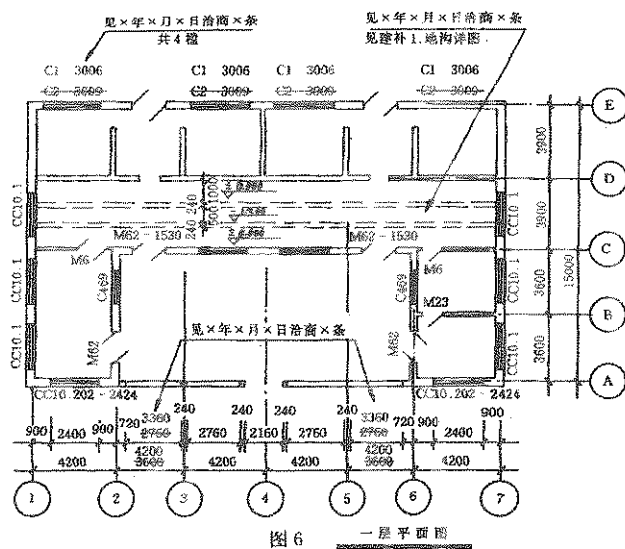 见×年×月×日洽商×条
共4樘
见×年×月×日洽商×条
见建补1.地构详图
C1 3006 C1 3006 C1 3006 C1 3006
C2 3009 C2 3009 C2 3009 C2 3009
E
3900
D
CC10.1 CC10.1
240 500 240 1000
3900
M62-1530 M62-1530
C
M6 M6
CC10.1 C469 C469 CC10.1
3600
15000
M23
B
CC10.1 M62 M62 CC10.1
见×年×月×日洽商×条
3600
A
CC10.202-2424 CC10.202-2424
900 2400 900 720 3360 240 2760 240 2160 240 2760 240 3360 720 900 2400 900
2760 2760
4200 4200 4200 4200 4200 4200
3600 3600
1 2 3 4 5 6 7
图6 一层平面图